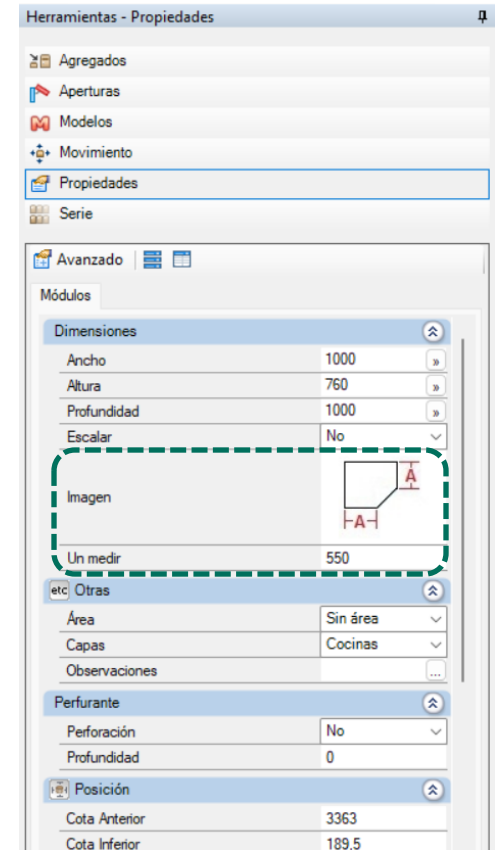 Herramientas - Propiedades
Agregados
Aperturas
Modelos
Movimiento
Propiedades
Serie
Avanzado
Módulos
Dimensiones
Ancho 1000 »
Altura 760 »
Profundidad 1000 »
Escalar No
A
Imagen
A
Un medir 550
etc Otras
Área Sin área
Capas Cocinas
Observaciones ...
Perfurante
Perforación No
Profundidad 0
Posición
Cota Anterior 3363
Cota Inferior 189,5